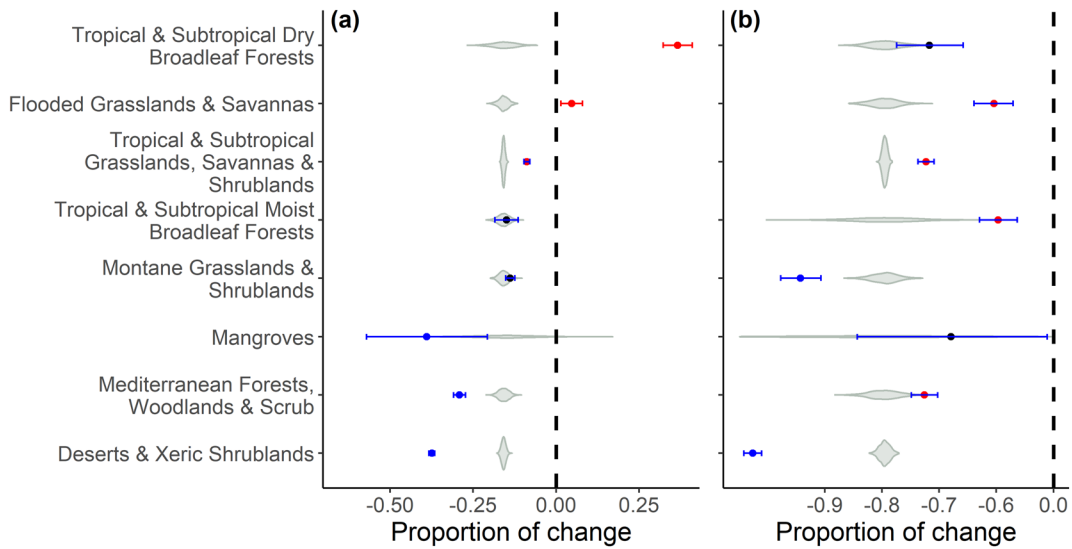 (a)
(b)
Tropical & Subtropical Dry
Broadleaf Forests
Flooded Grasslands & Savannas
Tropical & Subtropical
Grasslands, Savannas &
Shrublands
Tropical & Subtropical Moist
Broadleaf Forests
Montane Grasslands &
Shrublands
Mangroves
Mediterranean Forests,
Woodlands & Scrub
Deserts & Xeric Shrublands
-0.50 -0.25 0.00 0.25
-0.9 -0.8 -0.7 -0.6 0.0
Proportion of change
Proportion of change